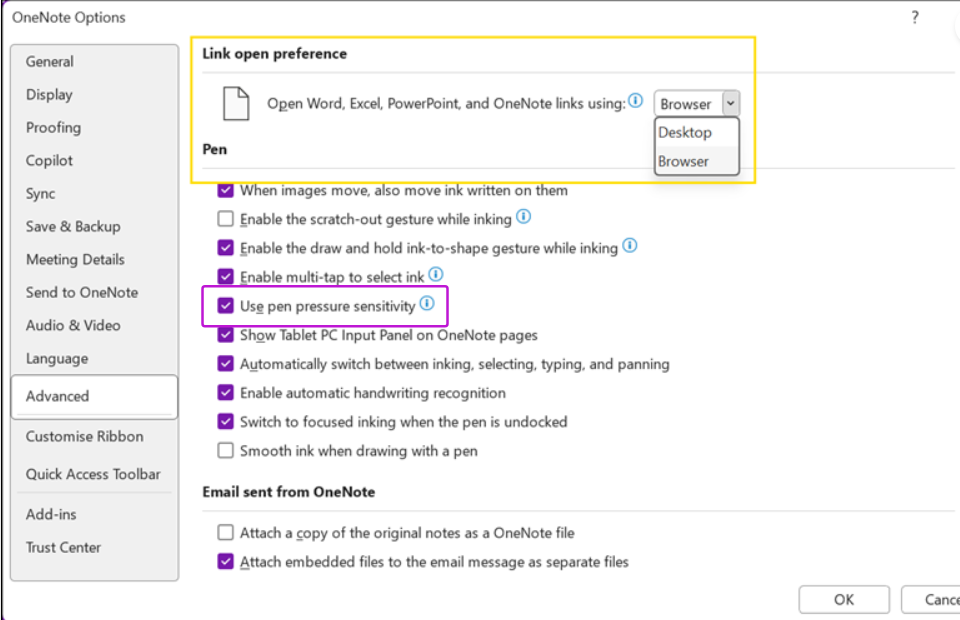 OneNote Options
?
General
Display
Proofing
Copilot
Sync
Save & Backup
Meeting Details
Send to OneNote
Audio & Video
Language
Advanced
Customise Ribbon
Quick Access Toolbar
Add-ins
Trust Center
Link open preference
Open Word, Excel, PowerPoint, and OneNote links using:
Browser
Desktop
Browser
Pen
When images move, also move ink written on them
Enable the scratch-out gesture while inking
Enable the draw and hold ink-to-shape gesture while inking
Enable multi-tap to select ink
Use pen pressure sensitivity
Show Tablet PC Input Panel on OneNote pages
Automatically switch between inking, selecting, typing, and panning
Enable automatic handwriting recognition
Switch to focused inking when the pen is undocked
Smooth ink when drawing with a pen
Email sent from OneNote
Attach a copy of the original notes as a OneNote file
Attach embedded files to the email message as separate files
OK
Cance